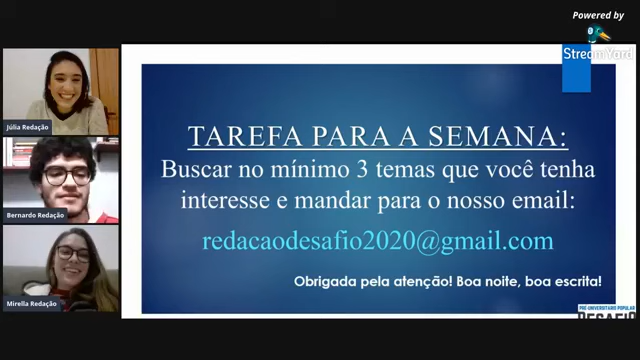 Powered by
StreamYard
Júlia Redação
Bernardo Redação
Mirella Redação
TAREFA PARA A SEMANA:
Buscar no mínimo 3 temas que você tenha
interesse e mandar para o nosso email:
redacaodesafio2020@gmail.com
Obrigada pela atenção! Boa noite, boa escrita!
PRÉ-UNIVERSITÁRIO POPULAR
DESAFIO